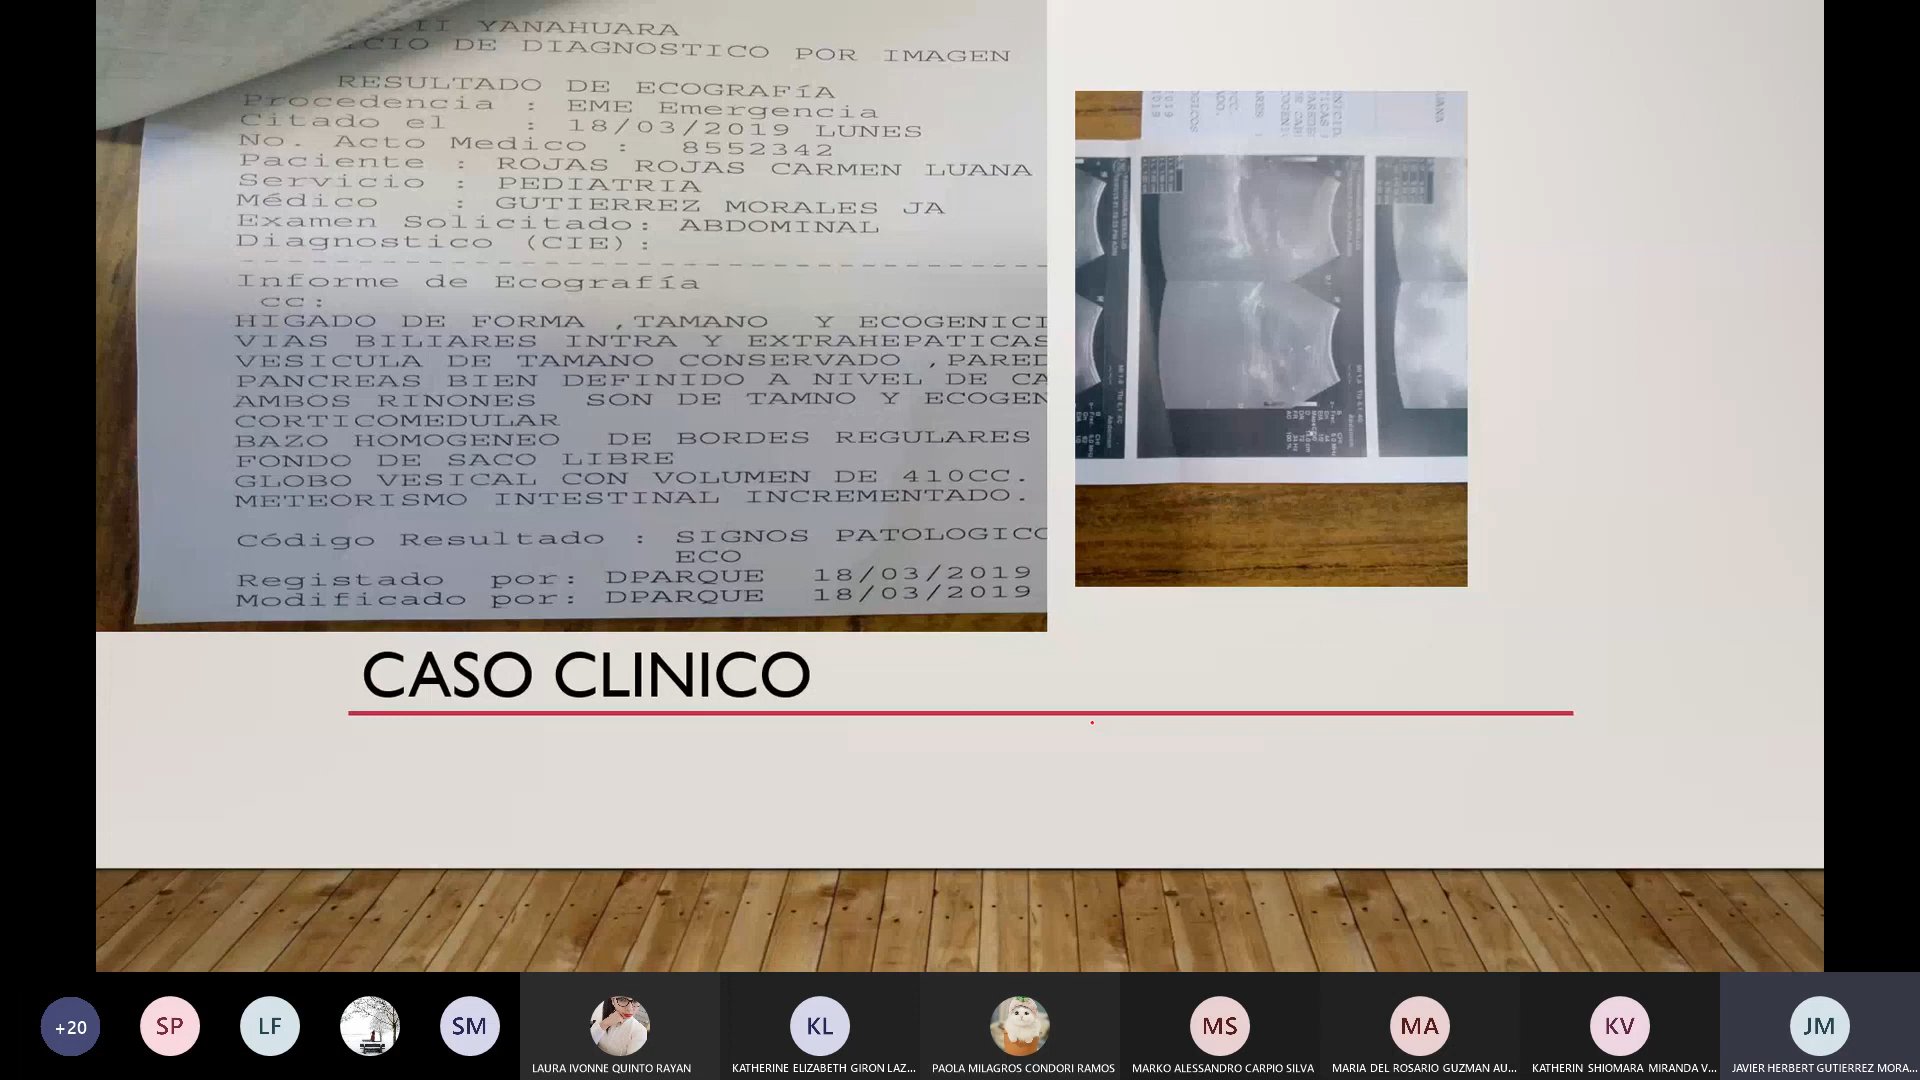 II YANAHUARA
CIO DE DIAGNOSTICO POR IMAGEN
RESULTADO DE ECOGRAFíA
Procedencia : EME Emergencia
Citado el : 18/03/2019 LUNES
No. Acto Medico : 8552342
Paciente : ROJAS ROJAS CARMEN LUANA
Servicio : PEDIATRIA
Médico : GUTIERREZ MORALES JA
Examen Solicitado: ABDOMINAL
Diagnostico (CIE) :
Informe de Ecografía
cc:
HIGADO DE FORMA ,TAMANO Y ECOGENICI
VIAS BILIARES INTRA Y EXTRAHEPATICAS
VESICULA DE TAMANO CONSERVADO ,PARED
PANCREAS BIEN DEFINIDO A NIVEL DE CA
AMBOS RINONES SON DE TAMNO Y ECOGEN
CORTICOMEDULAR
BAZO HOMOGENEO DE BORDES REGULARES
FONDO DE SACO LIBRE
GLOBO VESICAL CON VOLUMEN DE 410CC.
METEORISMO INTESTINAL INCREMENTADO.
Código Resultado : SIGNOS PATOLOGICO
ECO
Registado por: DPARQUE 18/03/2019
Modificado por: DPARQUE 18/03/2019
CASO CLINICO
+20
SP
LF
SM
KL
MS
MA
KV
JM
LAURA IVONNE QUINTO RAYAN
KATHERINE ELIZABETH GIRON LAZ...
PAOLA MILAGROS CONDORI RAMOS
MARKO ALESSANDRO CARPIO SILVA
MARIA DEL ROSARIO GUZMAN AU...
KATHERIN SHIOMARA MIRANDA V...
JAVIER HERBERT GUTIERREZ MORA...